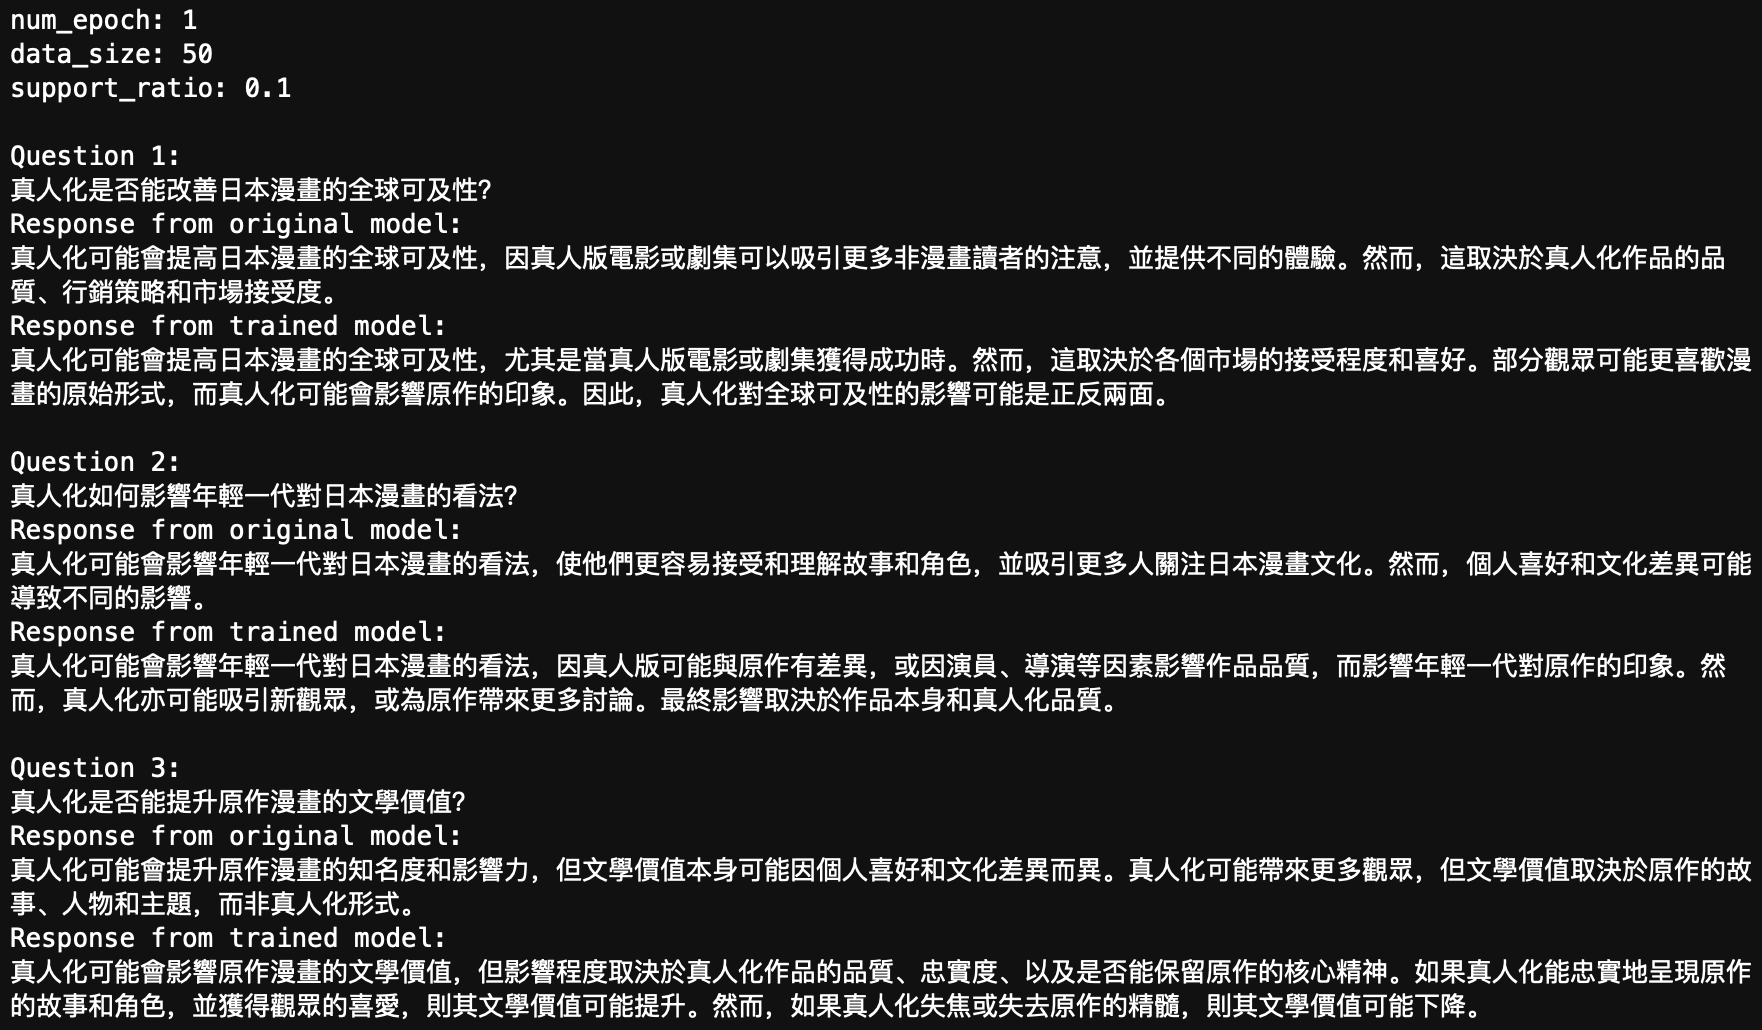 num_epoch: 1
data_size: 50
support_ratio: 0.1
Question 1:
真人化是否能改善日本漫畫的全球可及性?
Response from original model:
真人化可能會提高日本漫畫的全球可及性，因真人版電影或劇集可以吸引更多非漫畫讀者的注意，並提供不同的體驗。然而，這取決於真人化作品的品
質、行銷策略和市場接受度。
Response from trained model:
真人化可能會提高日本漫畫的全球可及性，尤其是當真人版電影或劇集獲得成功時。然而，這取決於各個市場的接受程度和喜好。部分觀眾可能更喜歡漫
畫的原始形式，而真人化可能會影響原作的印象。因此，真人化對全球可及性的影響可能是正反兩面。
Question 2:
真人化如何影響年輕一代對日本漫畫的看法?
Response from original model:
真人化可能會影響年輕一代對日本漫畫的看法，使他們更容易接受和理解故事和角色，並吸引更多人關注日本漫畫文化。然而，個人喜好和文化差異可能
導致不同的影響。
Response from trained model:
真人化可能會影響年輕一代對日本漫畫的看法，因真人版可能與原作有差異，或因演員、導演等因素影響作品品質，而影響年輕一代對原作的印象。然
而，真人化亦可能吸引新觀眾，或為原作帶來更多討論。最終影響取決於作品本身和真人化品質。
Question 3:
真人化是否能提升原作漫畫的文學價值?
Response from original model:
真人化可能會提升原作漫畫的知名度和影響力，但文學價值本身可能因個人喜好和文化差異而異。真人化可能帶來更多觀眾，但文學價值取決於原作的故
事、人物和主題，而非真人化形式。
Response from trained model:
真人化可能會影響原作漫畫的文學價值，但影響程度取決於真人化作品的品質、忠實度、以及是否能保留原作的核心精神。如果真人化能忠實地呈現原作
的故事和角色，並獲得觀眾的喜愛，則其文學價值可能提升。然而，如果真人化失焦或失去原作的精髓，則其文學價值可能下降。